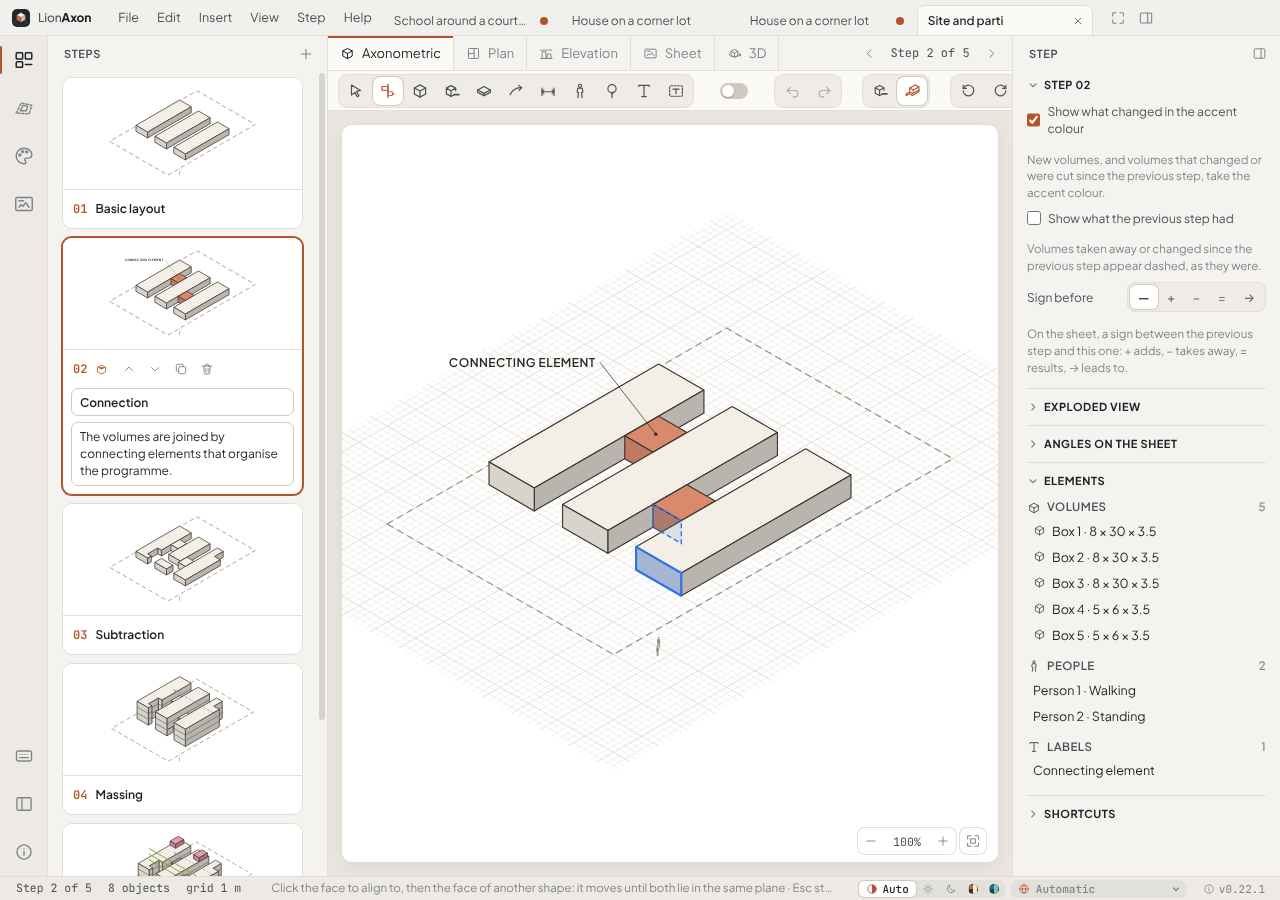 LionAxon
File Edit Insert View Step Help
School around a court...
House on a corner lot
House on a corner lot
Site and parti
STEPS
01 Basic layout
CONNECTING ELEMENT
02
Connection
The volumes are joined by
connecting elements that organise
the programme.
03 Subtraction
04 Massing
Axonometric
Plan
Elevation
Sheet
3D
Step 2 of 5
CONNECTING ELEMENT
100%
STEP
STEP 02
Show what changed in the accent
colour
New volumes, and volumes that changed or
were cut since the previous step, take the
accent colour.
Show what the previous step had
Volumes taken away or changed since the
previous step appear dashed, as they were.
Sign before — + − = →
On the sheet, a sign between the previous
step and this one: + adds, − takes away, =
results, → leads to.
EXPLODED VIEW
ANGLES ON THE SHEET
ELEMENTS
VOLUMES 5
Box 1 · 8 × 30 × 3.5
Box 2 · 8 × 30 × 3.5
Box 3 · 8 × 30 × 3.5
Box 4 · 5 × 6 × 3.5
Box 5 · 5 × 6 × 3.5
PEOPLE 2
Person 1 · Walking
Person 2 · Standing
LABELS 1
Connecting element
SHORTCUTS
Step 2 of 5 8 objects grid 1 m
Click the face to align to, then the face of another shape: it moves until both lie in the same plane · Esc st...
Auto
Automatic
v0.22.1